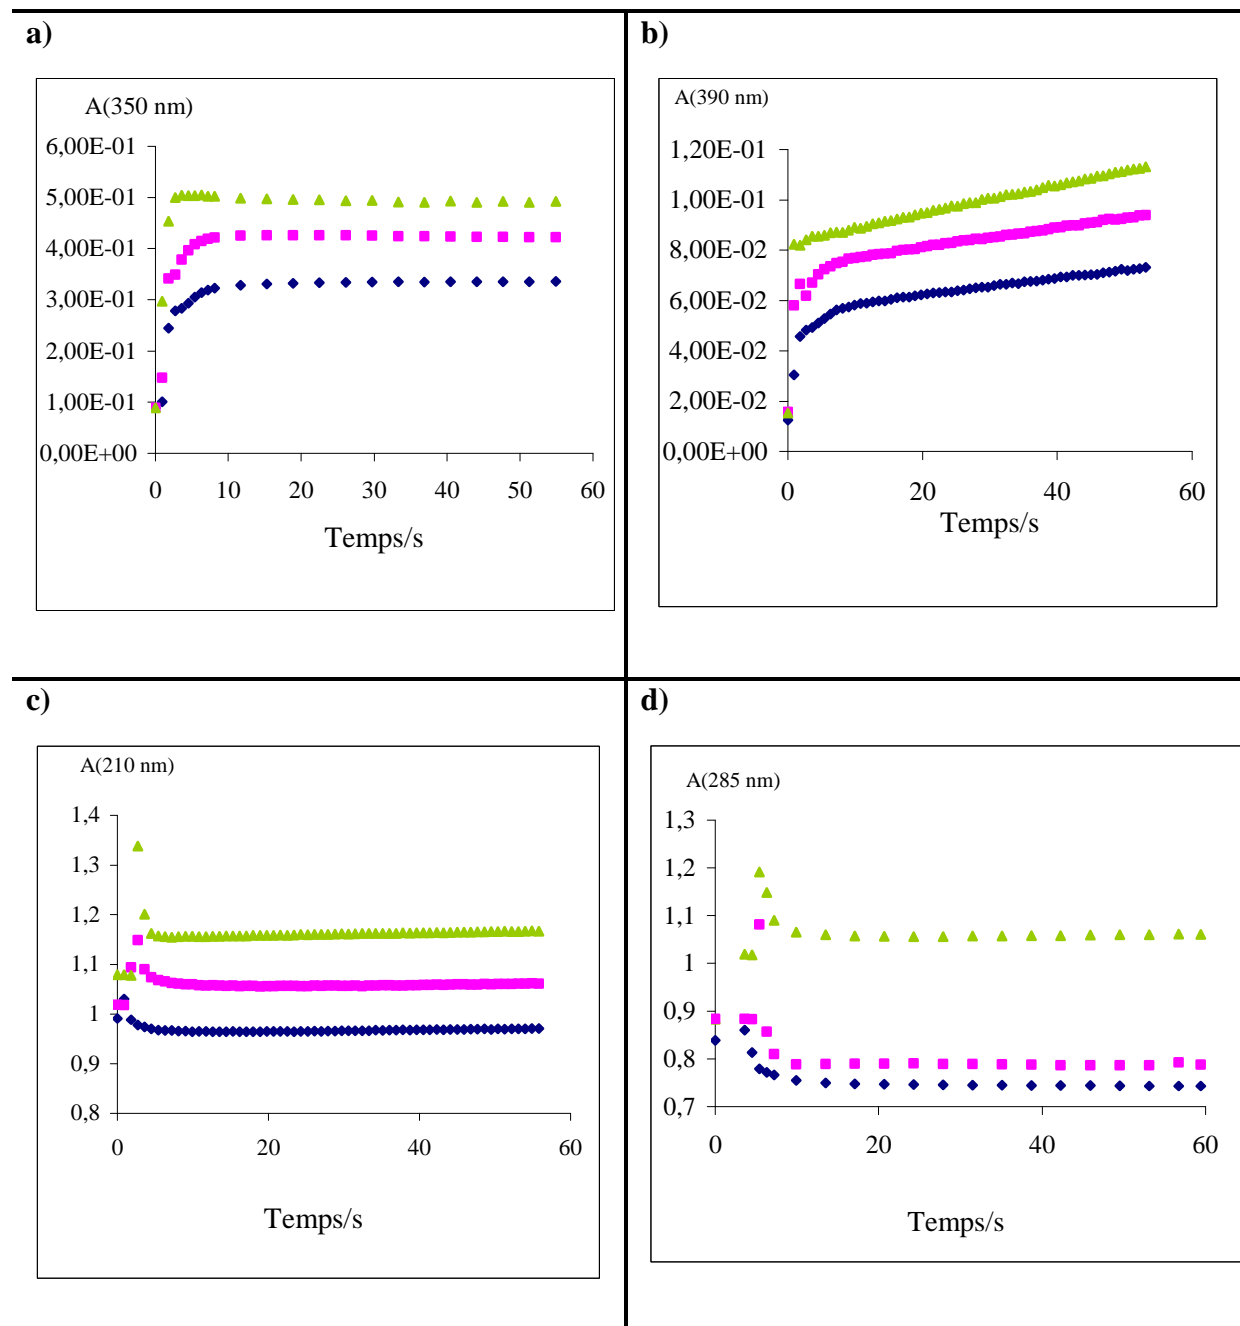 a)
A(350 nm)
6,00E-01
5,00E-01
4,00E-01
3,00E-01
2,00E-01
1,00E-01
0,00E+00
0 10 20 30 40 50 60
Temps/s
b)
A(390 nm)
1,20E-01
1,00E-01
8,00E-02
6,00E-02
4,00E-02
2,00E-02
0,00E+00
0 20 40 60
Temps/s
c)
A(210 nm)
1,4
1,3
1,2
1,1
1
0,9
0,8
0 20 40 60
Temps/s
d)
A(285 nm)
1,3
1,2
1,1
1
0,9
0,8
0,7
0 20 40 60
Temps/s